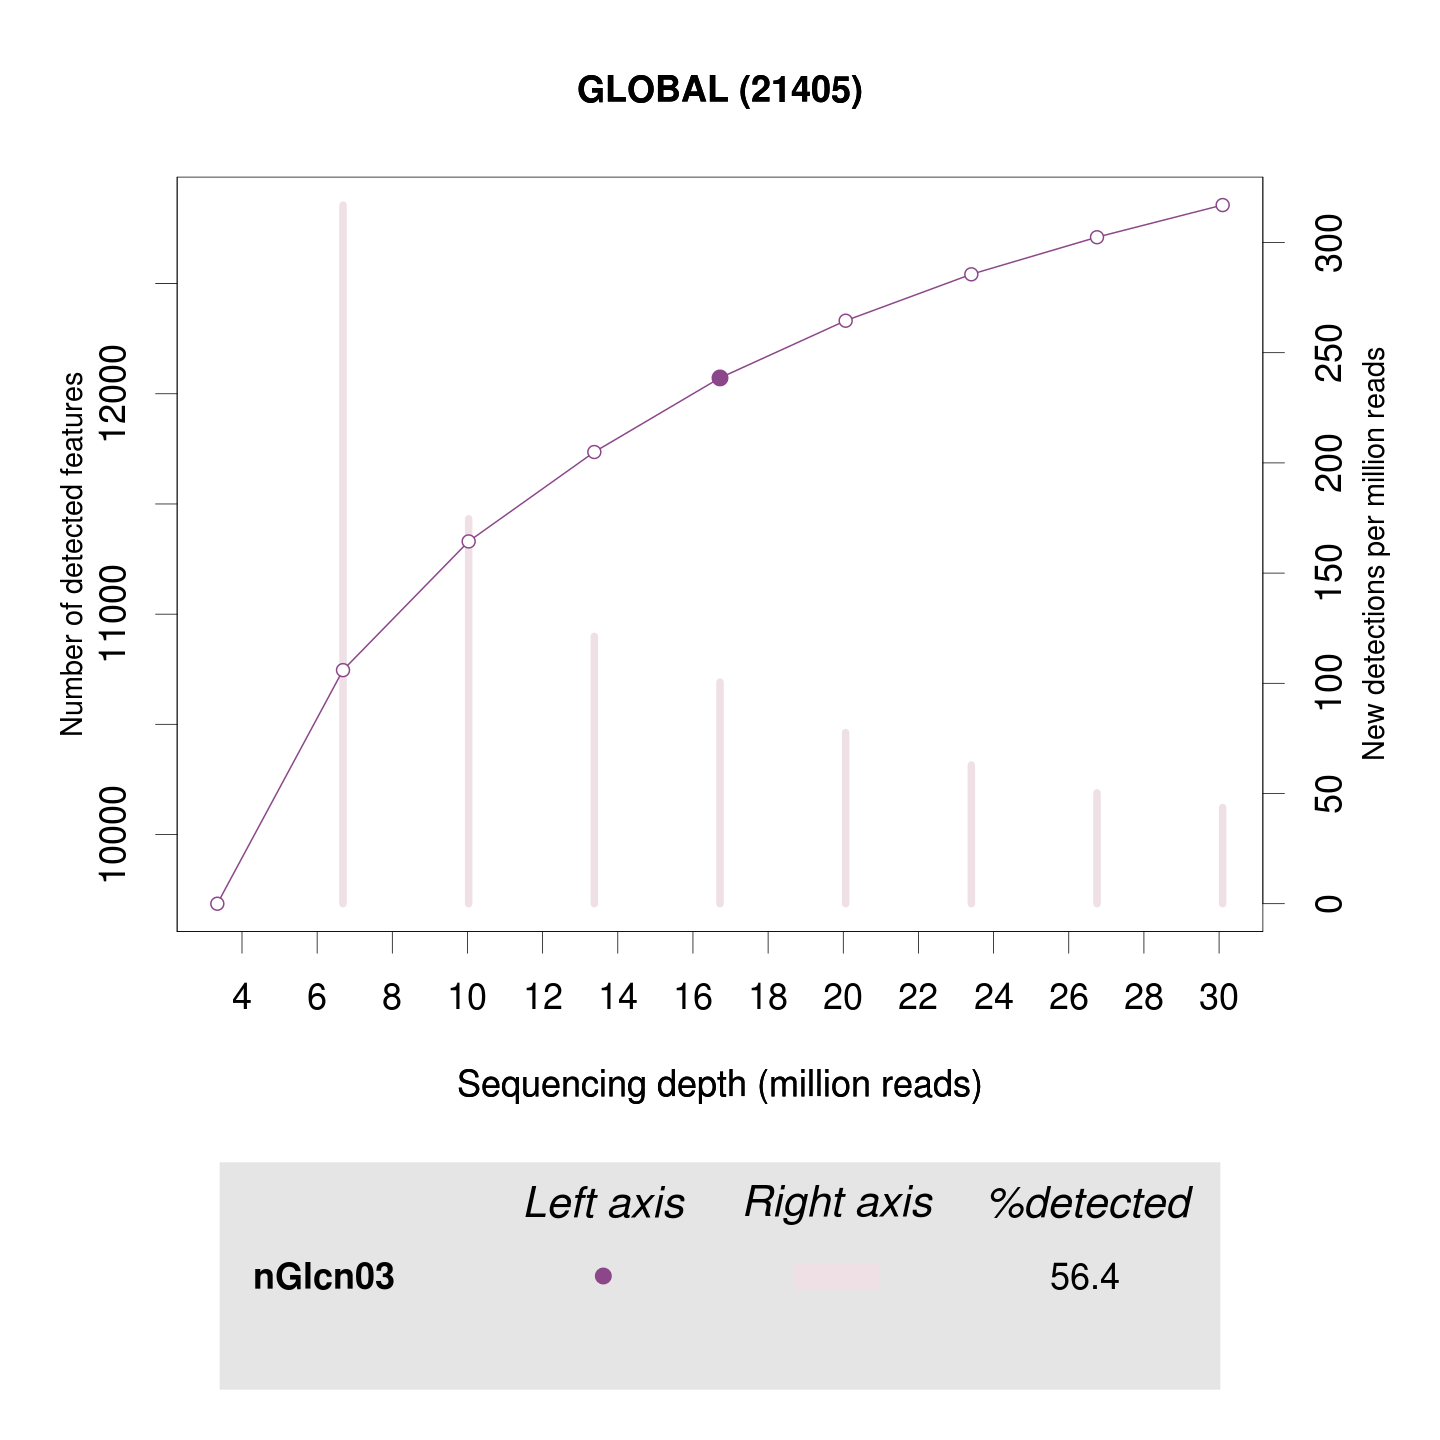 GLOBAL (21405)
Number of detected features
10000
11000
12000
0
50
100
150
200
250
300
New detections per million reads
4 6 8 10 12 14 16 18 20 22 24 26 28 30
Sequencing depth (million reads)
Left axis Right axis %detected
nGlcn03 56.4